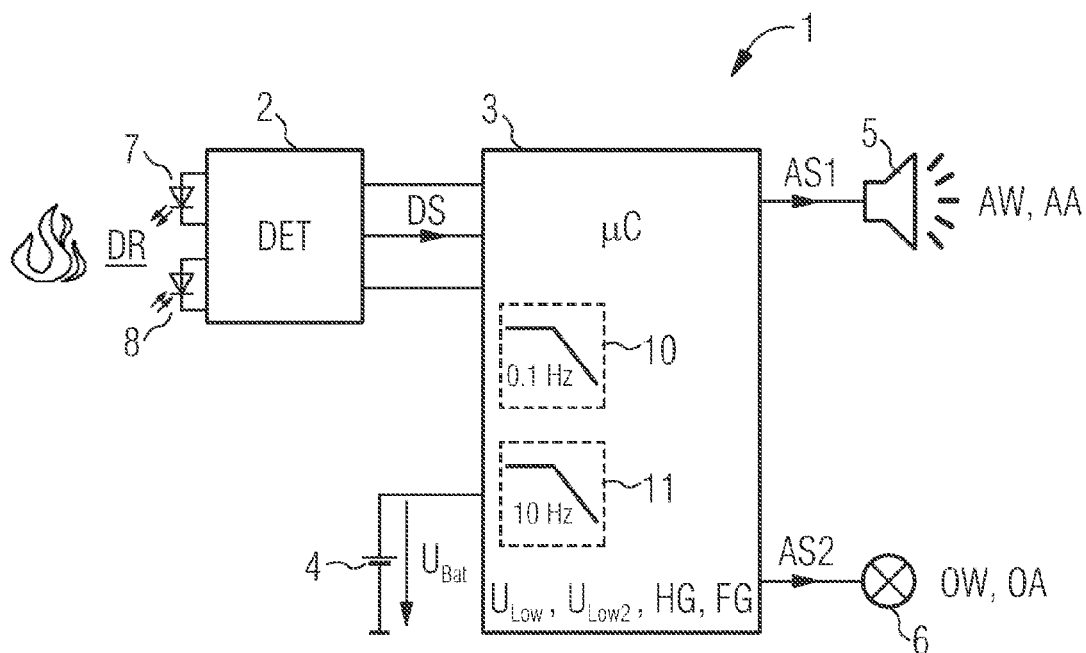 1
2
3
7
5
AS1
DS
AW, AA
DR
DET
µC
8
10
0.1 Hz
11
10 Hz
4
U_Bat
AS2
OW, OA
U_Low, U_Low2, HG, FG
6